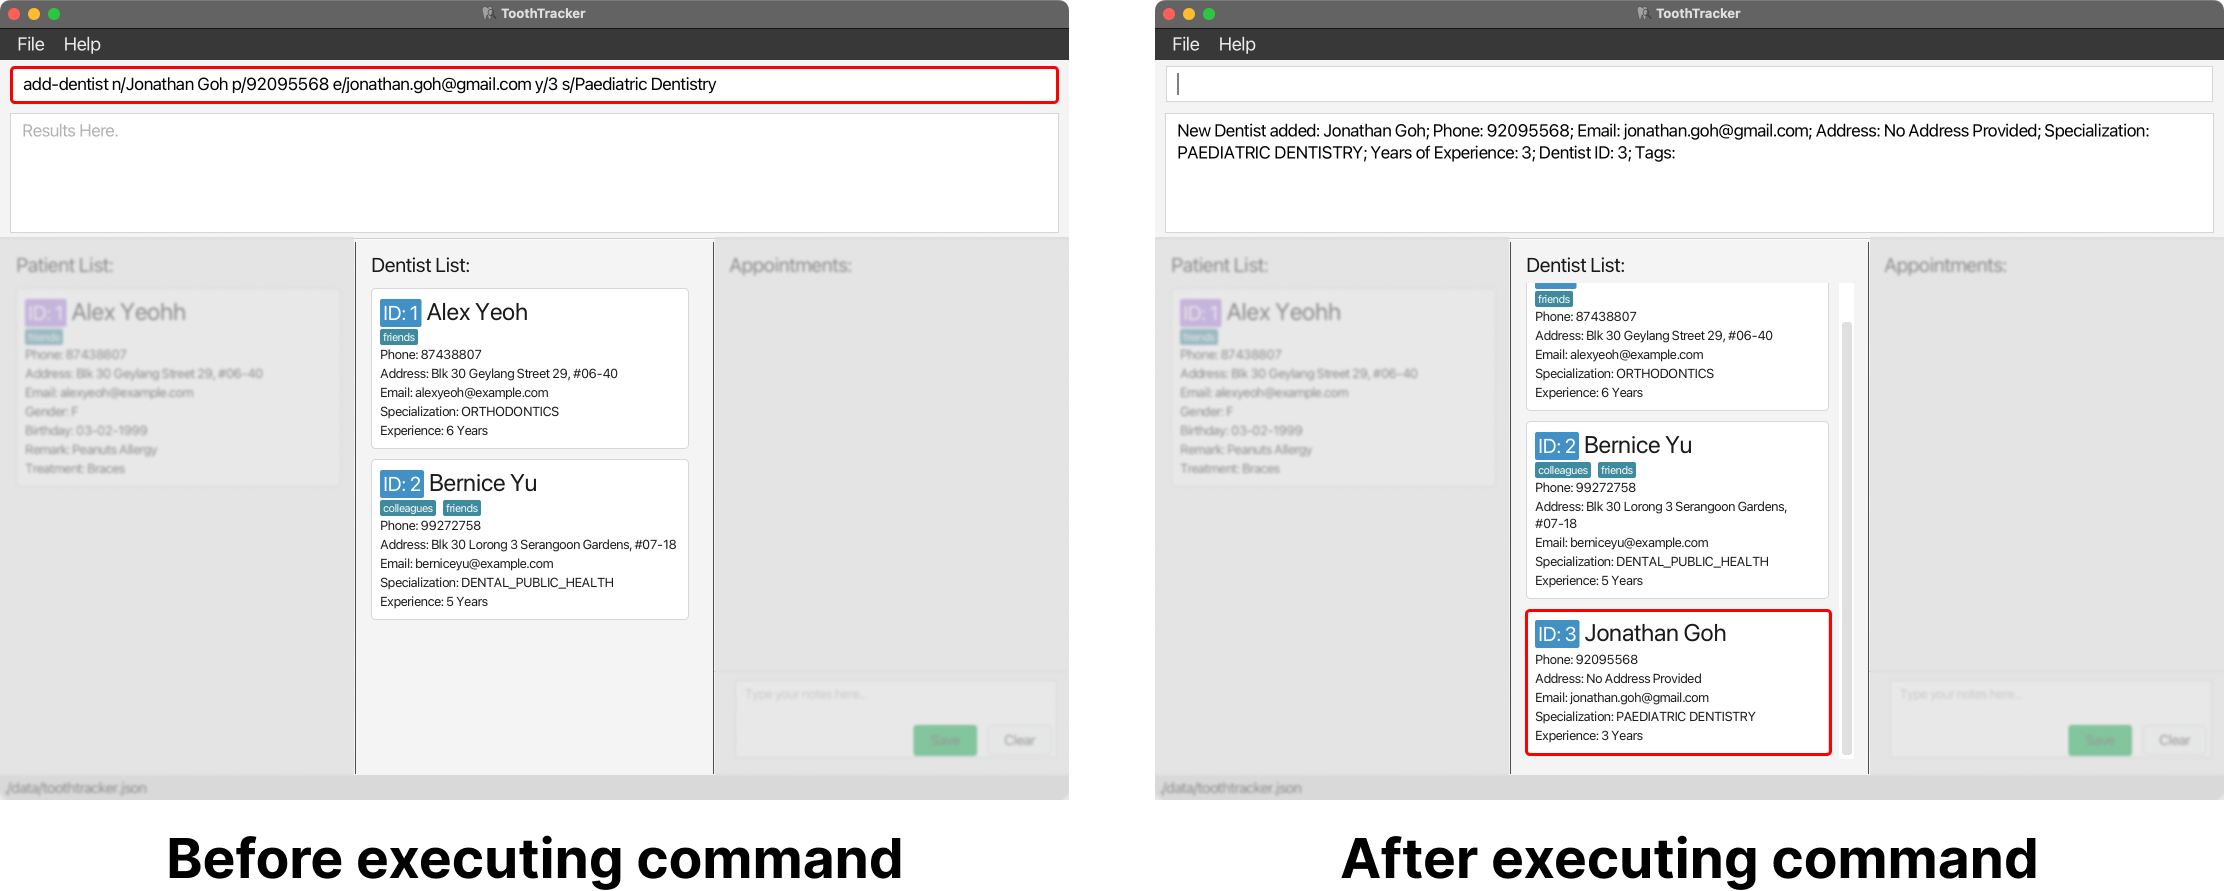 ToothTracker
File Help
add-dentist n/Jonathan Goh p/92095568 e/jonathan.goh@gmail.com y/3 s/Paediatric Dentistry
Results Here.
Patient List:
ID: 1 Alex Yeohh
friends
Phone: 87438807
Address: Blk 30 Geylang Street 29, #06-40
Email: alexyeoh@example.com
Gender: F
Birthday: 03-02-1999
Remark: Peanuts Allergy
Treatment: Braces
Dentist List:
ID: 1 Alex Yeoh
friends
Phone: 87438807
Address: Blk 30 Geylang Street 29, #06-40
Email: alexyeoh@example.com
Specialization: ORTHODONTICS
Experience: 6 Years
ID: 2 Bernice Yu
colleagues friends
Phone: 99272758
Address: Blk 30 Lorong 3 Serangoon Gardens, #07-18
Email: berniceyu@example.com
Specialization: DENTAL_PUBLIC_HEALTH
Experience: 5 Years
Appointments:
Type your notes here...
Save Clear
./data/toothtracker.json
Before executing command
ToothTracker
File Help
New Dentist added: Jonathan Goh; Phone: 92095568; Email: jonathan.goh@gmail.com; Address: No Address Provided; Specialization:
PAEDIATRIC DENTISTRY; Years of Experience: 3; Dentist ID: 3; Tags:
Patient List:
ID: 1 Alex Yeohh
friends
Phone: 87438807
Address: Blk 30 Geylang Street 29, #06-40
Email: alexyeoh@example.com
Gender: F
Birthday: 03-02-1999
Remark: Peanuts Allergy
Treatment: Braces
Dentist List:
friends
Phone: 87438807
Address: Blk 30 Geylang Street 29, #06-40
Email: alexyeoh@example.com
Specialization: ORTHODONTICS
Experience: 6 Years
ID: 2 Bernice Yu
colleagues friends
Phone: 99272758
Address: Blk 30 Lorong 3 Serangoon Gardens,
#07-18
Email: berniceyu@example.com
Specialization: DENTAL_PUBLIC_HEALTH
Experience: 5 Years
ID: 3 Jonathan Goh
Phone: 92095568
Address: No Address Provided
Email: jonathan.goh@gmail.com
Specialization: PAEDIATRIC DENTISTRY
Experience: 3 Years
Appointments:
Type your notes here...
Save Clear
./data/toothtracker.json
After executing command